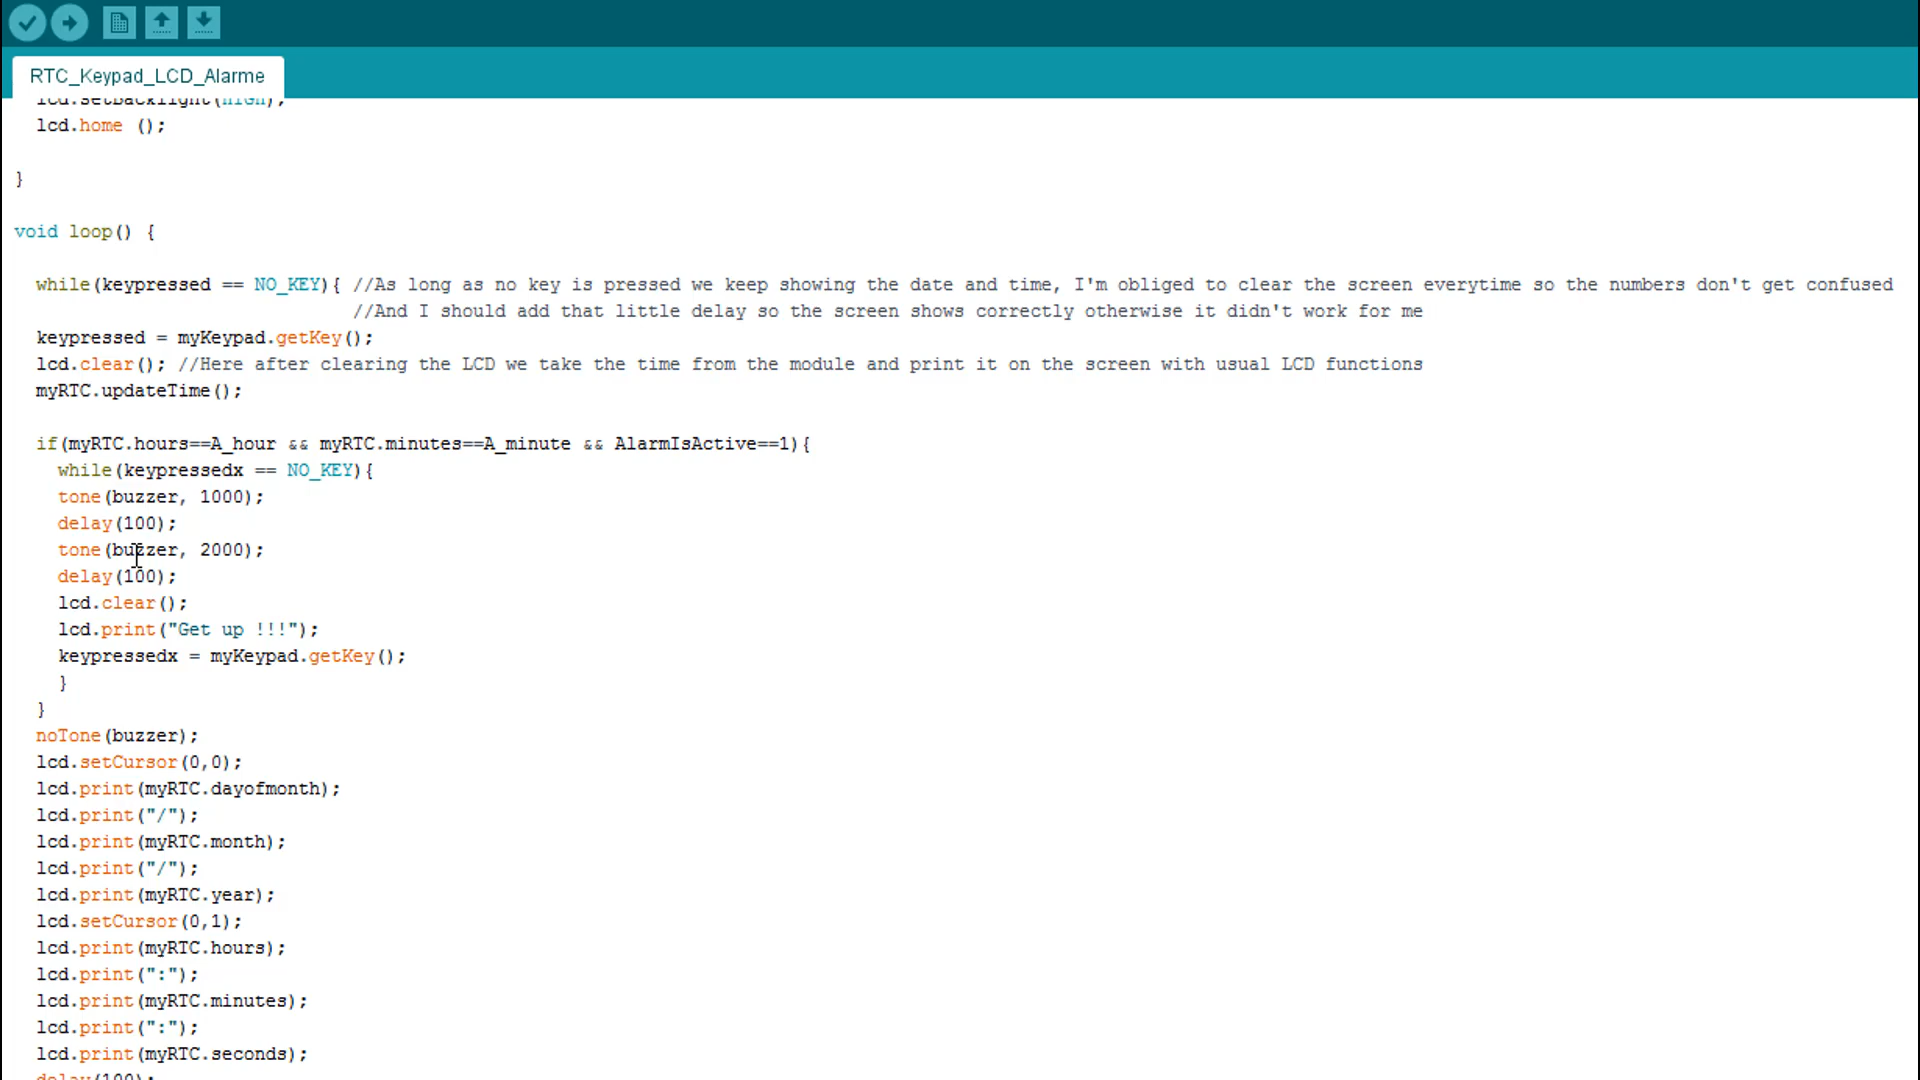 RTC_Keypad_LCD_Alarme
lcd.setBacklight(HIGH);
lcd.home ();
}
void loop() {
while(keypressed == NO_KEY){ //As long as no key is pressed we keep showing the date and time, I'm obliged to clear the screen everytime so the numbers don't get confused
//And I should add that little delay so the screen shows correctly otherwise it didn't work for me
keypressed = myKeypad.getKey();
lcd.clear(); //Here after clearing the LCD we take the time from the module and print it on the screen with usual LCD functions
myRTC.updateTime();
if(myRTC.hours==A_hour && myRTC.minutes==A_minute && AlarmIsActive==1){
while(keypressedx == NO_KEY){
tone(buzzer, 1000);
delay(100);
tone(buzzer, 2000);
delay(100);
lcd.clear();
lcd.print("Get up !!!");
keypressedx = myKeypad.getKey();
}
}
noTone(buzzer);
lcd.setCursor(0,0);
lcd.print(myRTC.dayofmonth);
lcd.print("/");
lcd.print(myRTC.month);
lcd.print("/");
lcd.print(myRTC.year);
lcd.setCursor(0,1);
lcd.print(myRTC.hours);
lcd.print(":");
lcd.print(myRTC.minutes);
lcd.print(":");
lcd.print(myRTC.seconds);
delay(100);